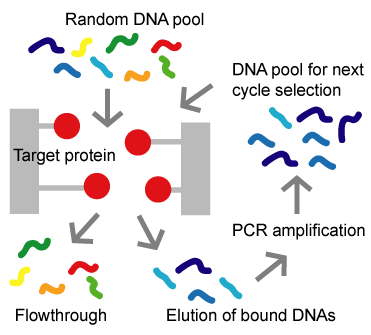 Random DNA pool
DNA pool for next
cycle selection
Target protein
PCR amplification
Flowthrough
Elution of bound DNAs